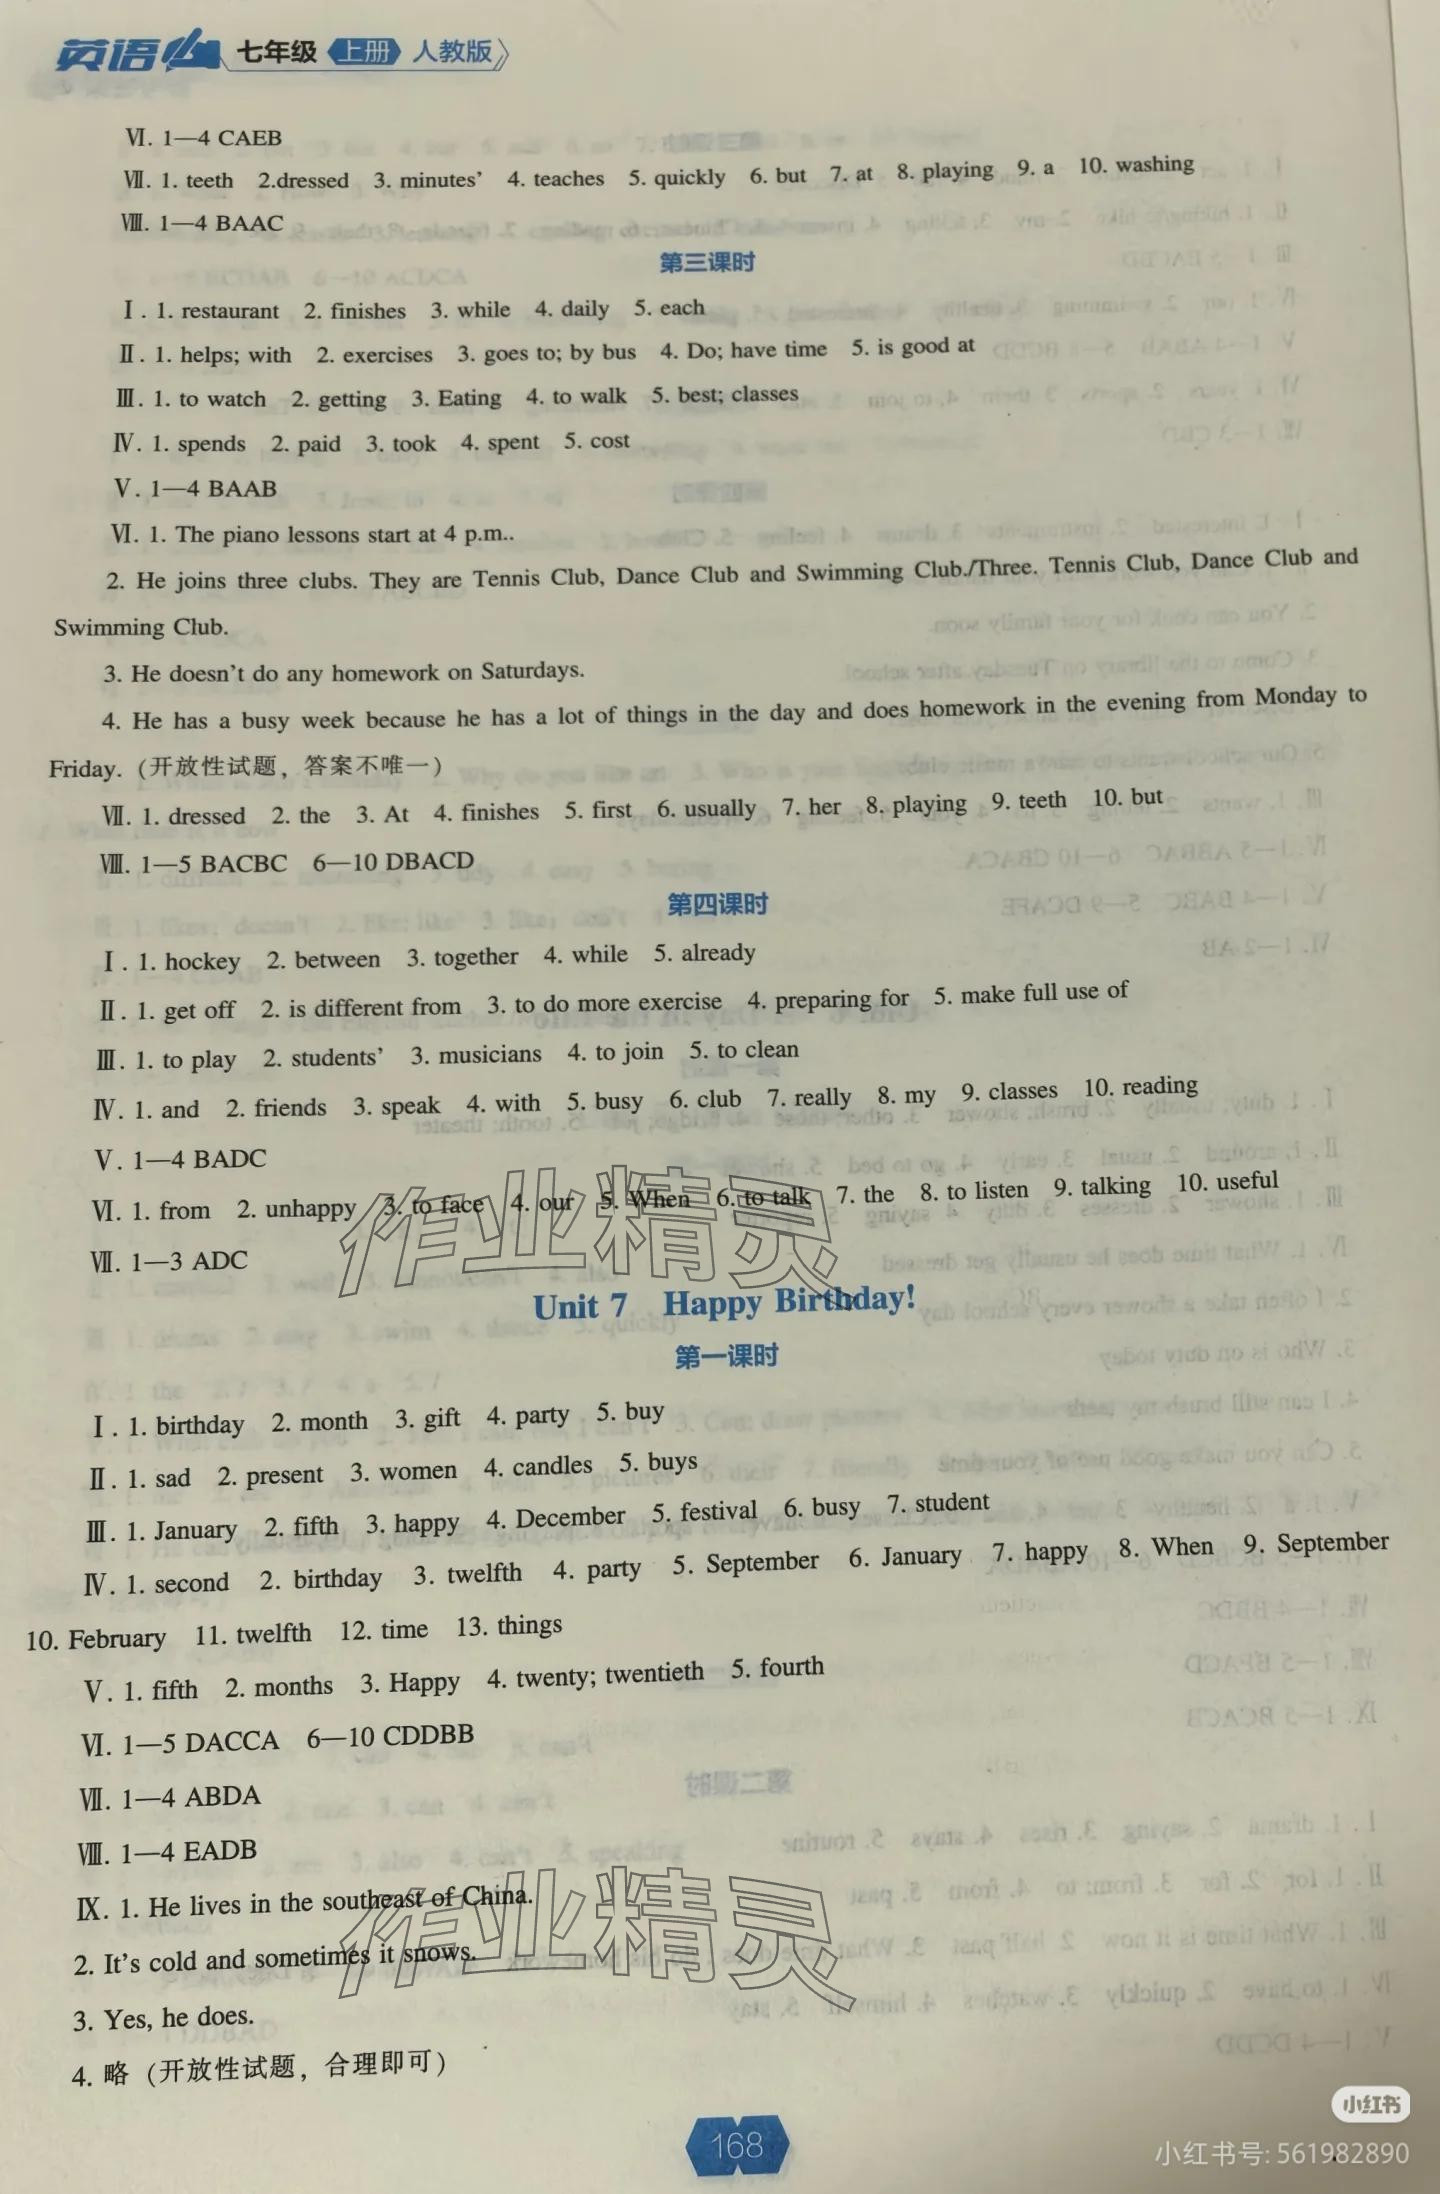 英语 七年级 上册 人教版
Ⅵ. 1—4 CAEB
Ⅶ. 1. teeth 2.dressed 3. minutes' 4. teaches 5. quickly 6. but 7. at 8. playing 9. a 10. washing
Ⅷ. 1—4 BAAC
第三课时
Ⅰ. 1. restaurant 2. finishes 3. while 4. daily 5. each
Ⅱ. 1. helps; with 2. exercises 3. goes to; by bus 4. Do; have time 5. is good at
Ⅲ. 1. to watch 2. getting 3. Eating 4. to walk 5. best; classes
Ⅳ. 1. spends 2. paid 3. took 4. spent 5. cost
Ⅴ. 1—4 BAAB
Ⅵ. 1. The piano lessons start at 4 p.m..
2. He joins three clubs. They are Tennis Club, Dance Club and Swimming Club./Three. Tennis Club, Dance Club and
Swimming Club.
3. He doesn't do any homework on Saturdays.
4. He has a busy week because he has a lot of things in the day and does homework in the evening from Monday to
Friday. (开放性试题，答案不唯一)
Ⅶ. 1. dressed 2. the 3. At 4. finishes 5. first 6. usually 7. her 8. playing 9. teeth 10. but
Ⅷ. 1—5 BACBC 6—10 DBACD
第四课时
Ⅰ. 1. hockey 2. between 3. together 4. while 5. already
Ⅱ. 1. get off 2. is different from 3. to do more exercise 4. preparing for 5. make full use of
Ⅲ. 1. to play 2. students' 3. musicians 4. to join 5. to clean
Ⅳ. 1. and 2. friends 3. speak 4. with 5. busy 6. club 7. really 8. my 9. classes 10. reading
Ⅴ. 1—4 BADC
Ⅵ. 1. from 2. unhappy 3. to face 4. our 5. When 6. to talk 7. the 8. to listen 9. talking 10. useful
Ⅶ. 1—3 ADC
作业精灵
Unit 7 Happy Birthday!
第一课时
Ⅰ. 1. birthday 2. month 3. gift 4. party 5. buy
Ⅱ. 1. sad 2. present 3. women 4. candles 5. buys
Ⅲ. 1. January 2. fifth 3. happy 4. December 5. festival 6. busy 7. student
Ⅳ. 1. second 2. birthday 3. twelfth 4. party 5. September 6. January 7. happy 8. When 9. September
10. February 11. twelfth 12. time 13. things
Ⅴ. 1. fifth 2. months 3. Happy 4. twenty; twentieth 5. fourth
Ⅵ. 1—5 DACCA 6—10 CDDBB
Ⅶ. 1—4 ABDA
Ⅷ. 1—4 EADB
Ⅸ. 1. He lives in the southeast of China.
作业精灵
2. It's cold and sometimes it snows.
3. Yes, he does.
4. 略 (开放性试题，合理即可)
168
小红书
小红书号: 561982890